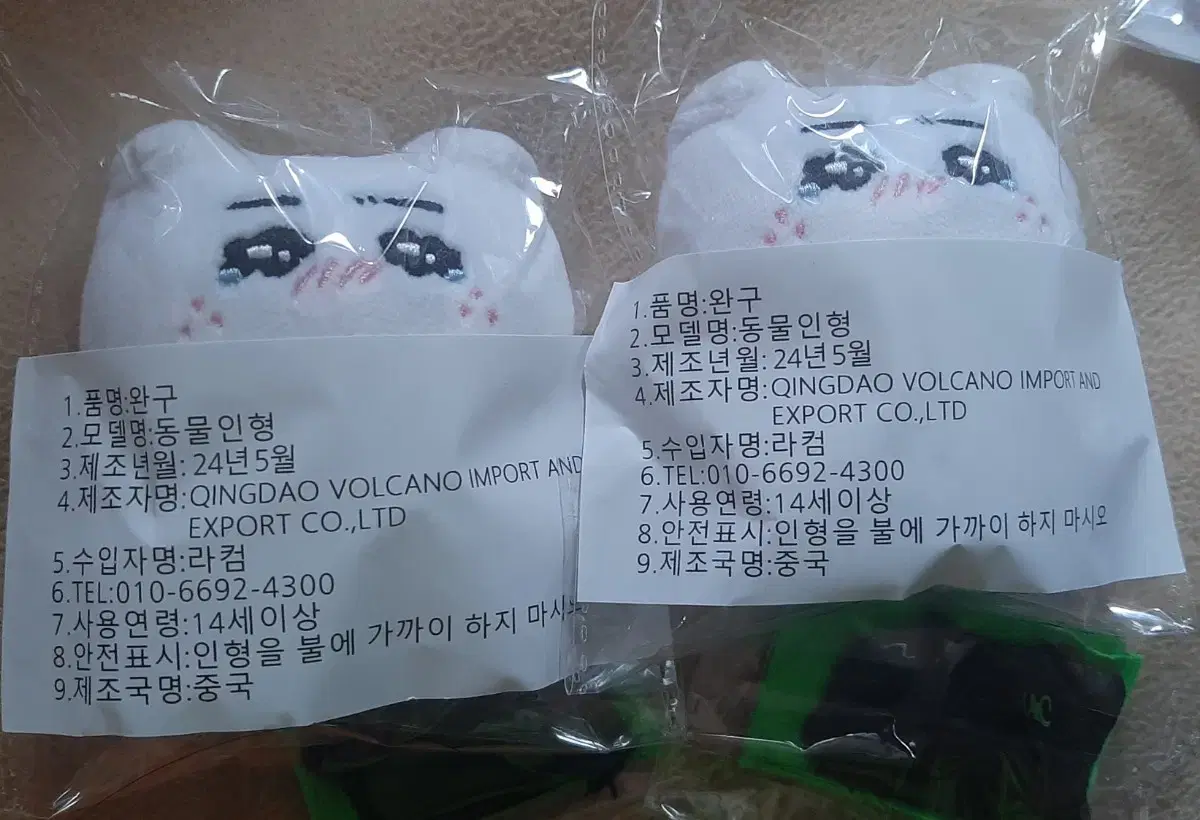 1.품명:완구
2.모델명:동물인형
3.제조년월: 24년5월
4.제조자명:QINGDAO VOLCANO IMPORT AND
EXPORT CO.,LTD
5.수입자명:라컴
6.TEL:010-6692-4300
7.사용연령:14세이상
8.안전표시:인형을 불에 가까이 하지 마시오
9.제조국명:중국
1.품명:완구
2.모델명:동물인형
3.제조년월: 24년5월
4.제조자명:QINGDAO VOLCANO IMPORT AND
EXPORT CO.,LTD
5.수입자명:라컴
6.TEL:010-6692-4300
7.사용연령:14세이상
8.안전표시:인형을 불에 가까이 하지 마시오
9.제조국명:중국